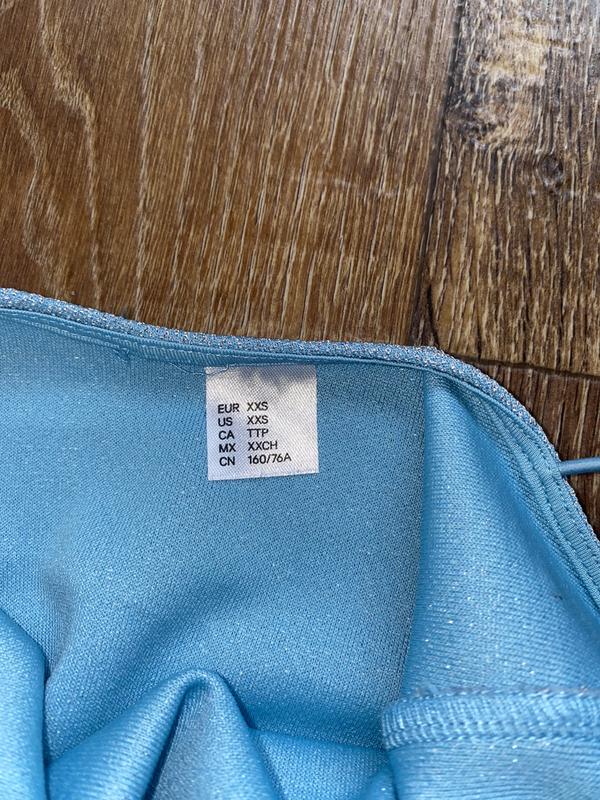 EUR XXS
US XXS
CA TTP
MX XXCH
CN 160/76A